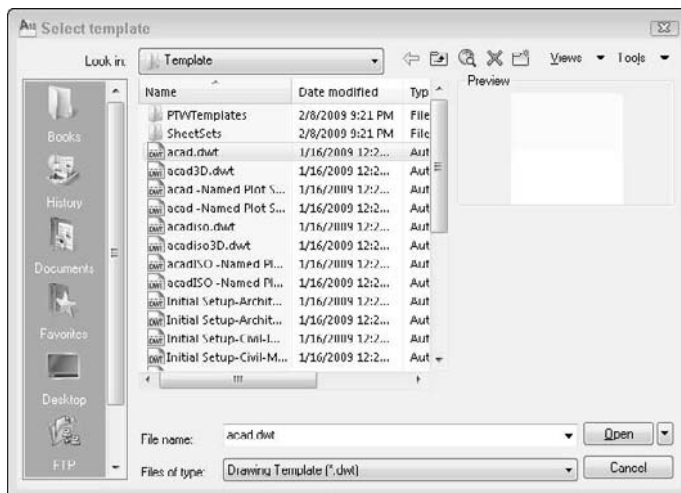 Select template
Look in: Template Views Tools
Name Date modified Typ Preview
PTWTemplates 2/8/2009 9:21 PM File
SheetSets 2/8/2009 9:21 PM File
acad.dwt 1/16/2009 12:2... Aut
acad3D.dwt 1/16/2009 12:2... Aut
acad -Named Plot S... 1/16/2009 12:2... Aut
acad -Named Plot S... 1/16/2009 12:2... Aut
acadiso.dwt 1/16/2009 12:2... Aut
acadiso3D.dwt 1/16/2009 12:2... Aut
acadISO -Named Pl... 1/16/2009 12:2... Aut
acadISO -Named Pl... 1/16/2009 12:2... Aut
Initial Setup-Archit... 1/16/2009 12:2... Aut
Initial Setup-Archit... 1/16/2009 12:2... Aut
Initial Setup-Civil-I... 1/16/2009 12:2... Aut
Initial Setup-Civil-M... 1/16/2009 12:2... Aut
Books
History
Documents
Favorites
Desktop
FTP
File name: acad.dwt Open
Files of type: Drawing Template (*.dwt) Cancel